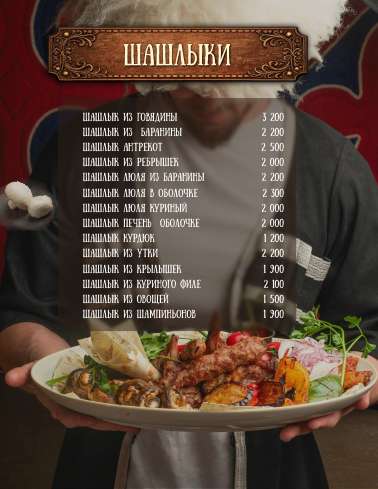 ШАШЛЫКИ
ШАШЛЫК ИЗ ГОВЯДИНЫ 3 200
ШАШЛЫК ИЗ БАРАНИНЫ 2 200
ШАШЛЫК АНТРЕКОТ 2 500
ШАШЛЫК ИЗ РЕБРЫШЕК 2 000
ШАШЛЫК ЛЮЛЯ ИЗ БАРАНИНЫ 2 200
ШАШЛЫК ЛЮЛЯ В ОБОЛОЧКЕ 2 300
ШАШЛЫК ЛЮЛЯ КУРИНЫЙ 2 000
ШАШЛЫК ПЕЧЕНЬ ОБОЛОЧКЕ 2 000
ШАШЛЫК КУРДЮК 1 200
ШАШЛЫК ИЗ УТКИ 2 200
ШАШЛЫК ИЗ КРЫЛЫШЕК 1 900
ШАШЛЫК ИЗ КУРИНОГО ФИЛЕ 2 100
ШАШЛЫК ИЗ ОВОЩЕЙ 1 500
ШАШЛЫК ИЗ ШАМПИНЬОНОВ 1 900